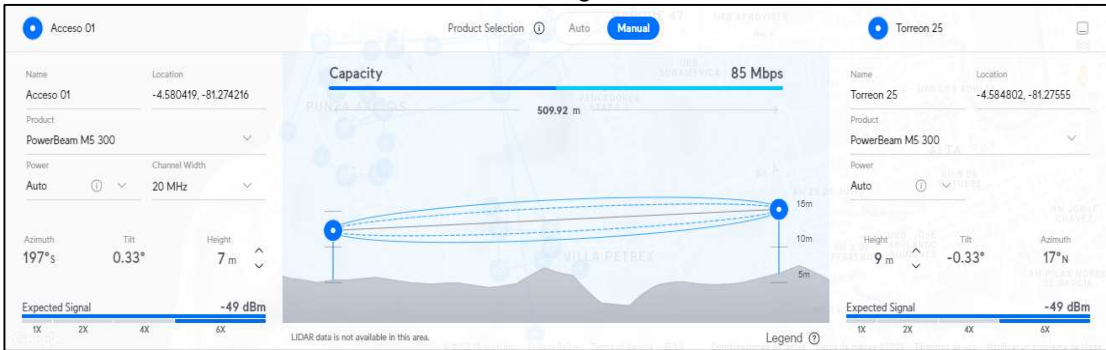 Acceso 01
Product Selection Auto Manual
Torreon 25
Name Location
Acceso 01 -4.580419, -81.274216
Product
PowerBeam M5 300
Power Channel Width
Auto 20 MHz
Azimuth Tilt Height
197°s 0.33° 7 m
Expected Signal -49 dBm
1X 2X 4X 6X
Capacity 85 Mbps
509.92 m
15m
10m
5m
VILLA PETREX
LIDAR data is not available in this area.
Legend
Name Location
Torreon 25 -4.584802, -81.27555
Product
PowerBeam M5 300
Power
Auto
Height Tilt Azimuth
9 m -0.33° 17°N
Expected Signal -49 dBm
1X 2X 4X 6X